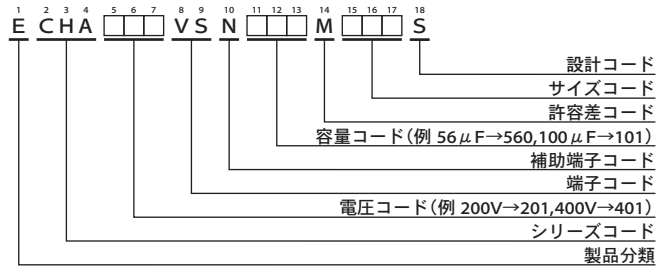 1 2 3 4 5 6 7 8 9 10 11 12 13 14 15 16 17 18
E CHA □□□ VS N □□□ M □□□ S
設計コード
サイズコード
許容差コード
容量コード(例 56μF→560,100μF→101)
補助端子コード
端子コード
電圧コード(例 200V→201,400V→401)
シリーズコード
製品分類